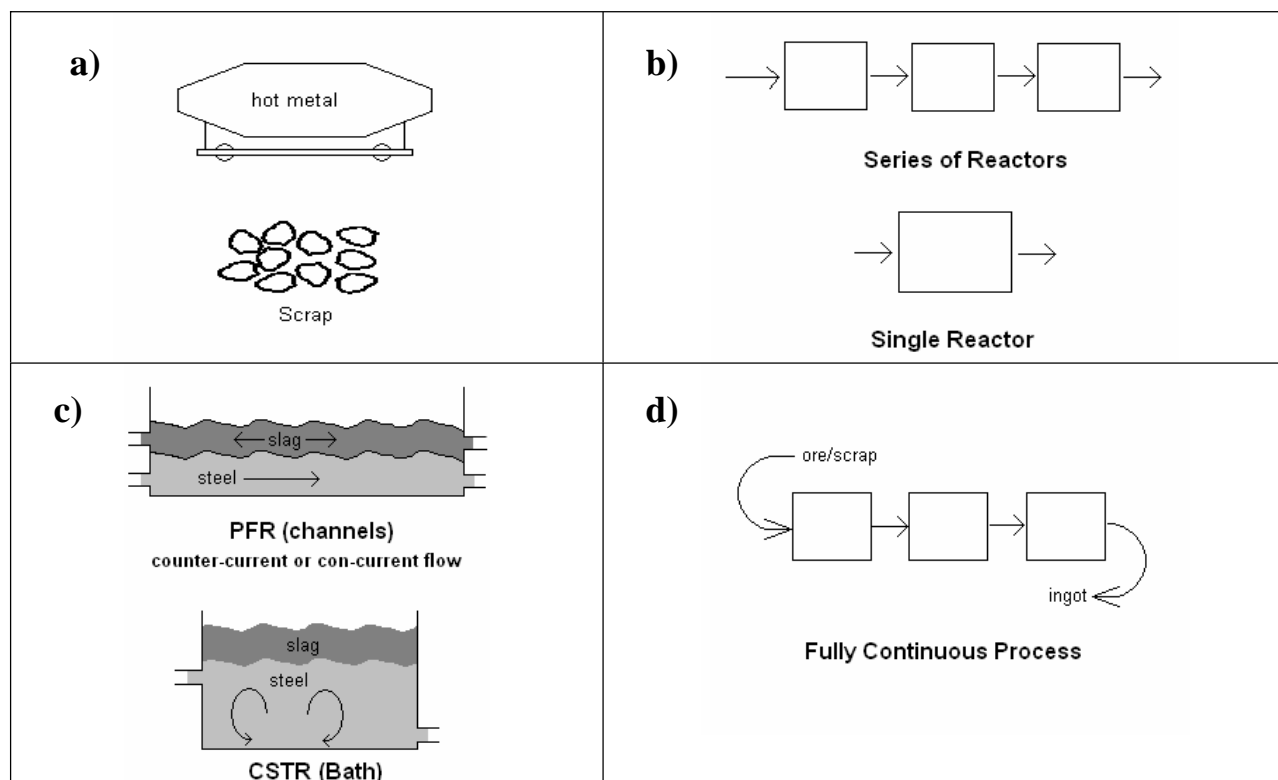 a)
hot metal
Scrap
b)
Series of Reactors
Single Reactor
c)
slag
steel
PFR (channels)
counter-current or con-current flow
slag
steel
CSTR (Bath)
d)
ore/scrap
ingot
Fully Continuous Process